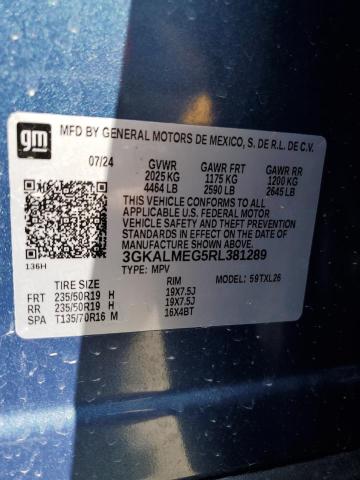 gm
MFD BY GENERAL MOTORS DE MEXICO, S. DE R.L. DE C.V.
07/24 GVWR GAWR FRT GAWR RR
2025 KG 1175 KG 1200 KG
4464 LB 2590 LB 2645 LB
THIS VEHICLE CONFORMS TO ALL
APPLICABLE U.S. FEDERAL MOTOR
VEHICLE SAFETY AND THEFT PREVENTION
STANDARDS IN EFFECT ON THE DATE OF
MANUFACTURE SHOWN ABOVE.
3GKALMEG5RL381289
136H
TYPE: MPV MODEL: 59TXL26
TIRE SIZE RIM
FRT 235/50R19 H 19X7.5J
RR 235/50R19 H 19X7.5J
SPA T135/70R16 M 16X4BT